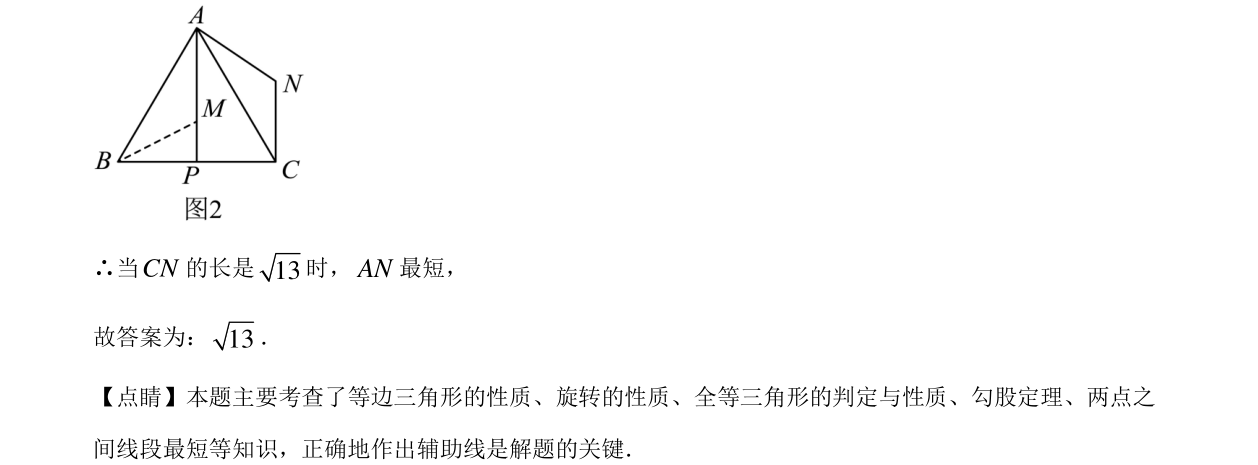 A
N
M
B
P
C
图2
∴当CN的长是√13时，AN最短，
故答案为：√13．
【点睛】本题主要考查了等边三角形的性质、旋转的性质、全等三角形的判定与性质、勾股定理、两点之
间线段最短等知识，正确地作出辅助线是解题的关键．